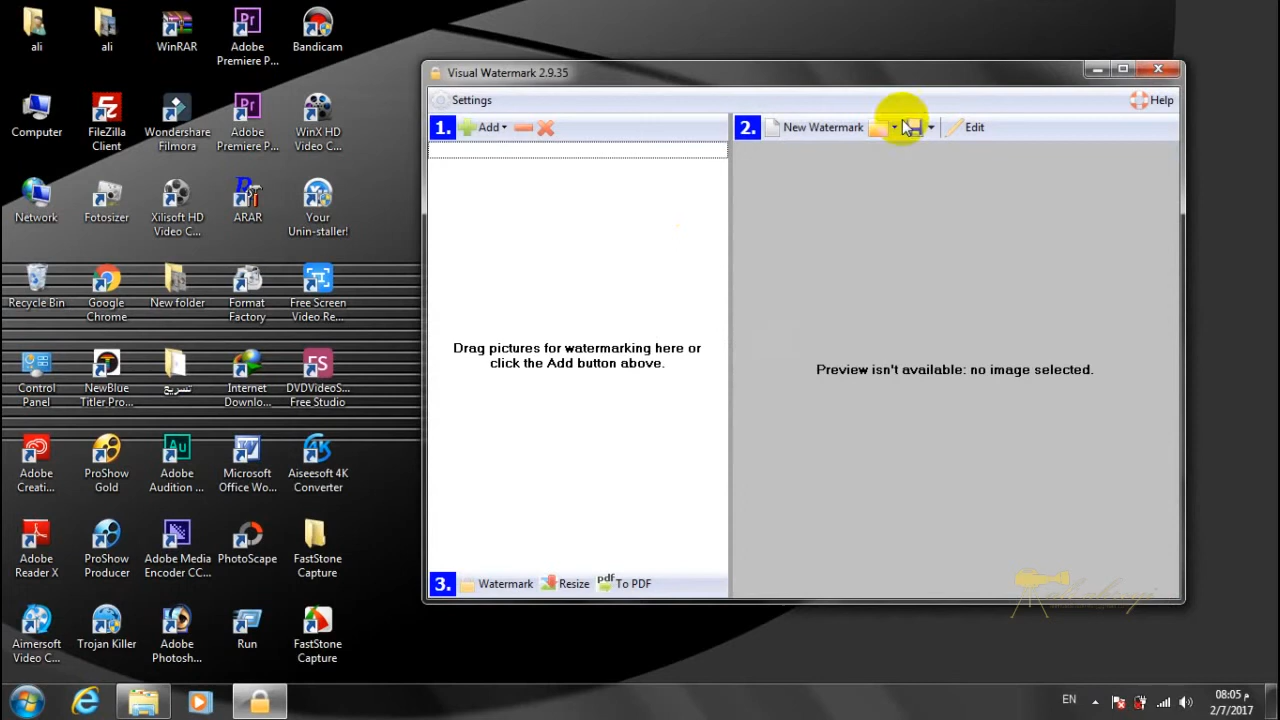 ali
ali
WinRAR
Adobe
Premiere P...
Bandicam
Computer
FileZilla
Client
Wondershare
Filmora
Adobe
Premiere P...
WinX HD
Video C...
Network
Fotosizer
Xilisoft HD
Video C...
ARAR
Your
Unin-staller!
Recycle Bin
Google
Chrome
New folder
Format
Factory
Free Screen
Video Re...
Control
Panel
NewBlue
Titler Pro...
تسريع
Internet
Downlo...
DVDVideoS...
Free Studio
Adobe
Creati...
ProShow
Gold
Adobe
Audition ...
Microsoft
Office Wo...
Aiseesoft 4K
Converter
Adobe
Reader X
ProShow
Producer
Adobe Media
Encoder CC...
PhotoScape
FastStone
Capture
Aimersoft
Video C...
Trojan Killer
Adobe
Photosh...
Run
FastStone
Capture
Visual Watermark 2.9.35
Settings
Help
1. Add
2. New Watermark Edit
Drag pictures for watermarking here or
click the Add button above.
Preview isn't available: no image selected.
3. Watermark Resize To PDF
EN
08:05 م
2/7/2017